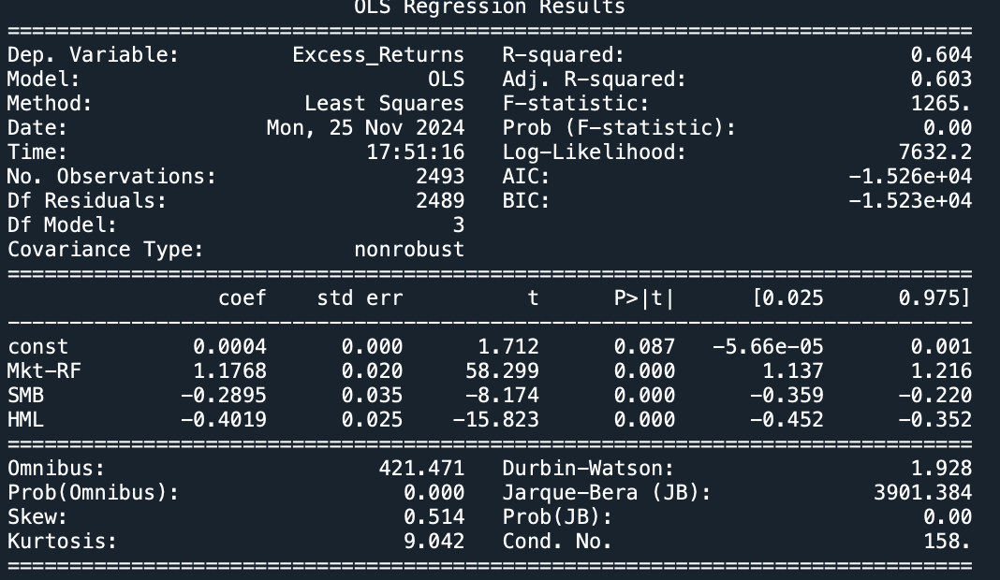 OLS Regression Results
==============================================================================
Dep. Variable:         Excess_Returns   R-squared:                       0.604
Model:                            OLS   Adj. R-squared:                  0.603
Method:                 Least Squares   F-statistic:                     1265.
Date:                Mon, 25 Nov 2024   Prob (F-statistic):               0.00
Time:                        17:51:16   Log-Likelihood:                 7632.2
No. Observations:                2493   AIC:                        -1.526e+04
Df Residuals:                    2489   BIC:                        -1.523e+04
Df Model:                           3
Covariance Type:            nonrobust
==============================================================================
                 coef    std err          t      P>|t|      [0.025      0.975]
------------------------------------------------------------------------------
const          0.0004      0.000      1.712      0.087   -5.66e-05       0.001
Mkt-RF         1.1768      0.020     58.299      0.000       1.137       1.216
SMB           -0.2895      0.035     -8.174      0.000      -0.359      -0.220
HML           -0.4019      0.025    -15.823      0.000      -0.452      -0.352
==============================================================================
Omnibus:                      421.471   Durbin-Watson:                   1.928
Prob(Omnibus):                  0.000   Jarque-Bera (JB):             3901.384
Skew:                           0.514   Prob(JB):                         0.00
Kurtosis:                       9.042   Cond. No.                         158.
==============================================================================